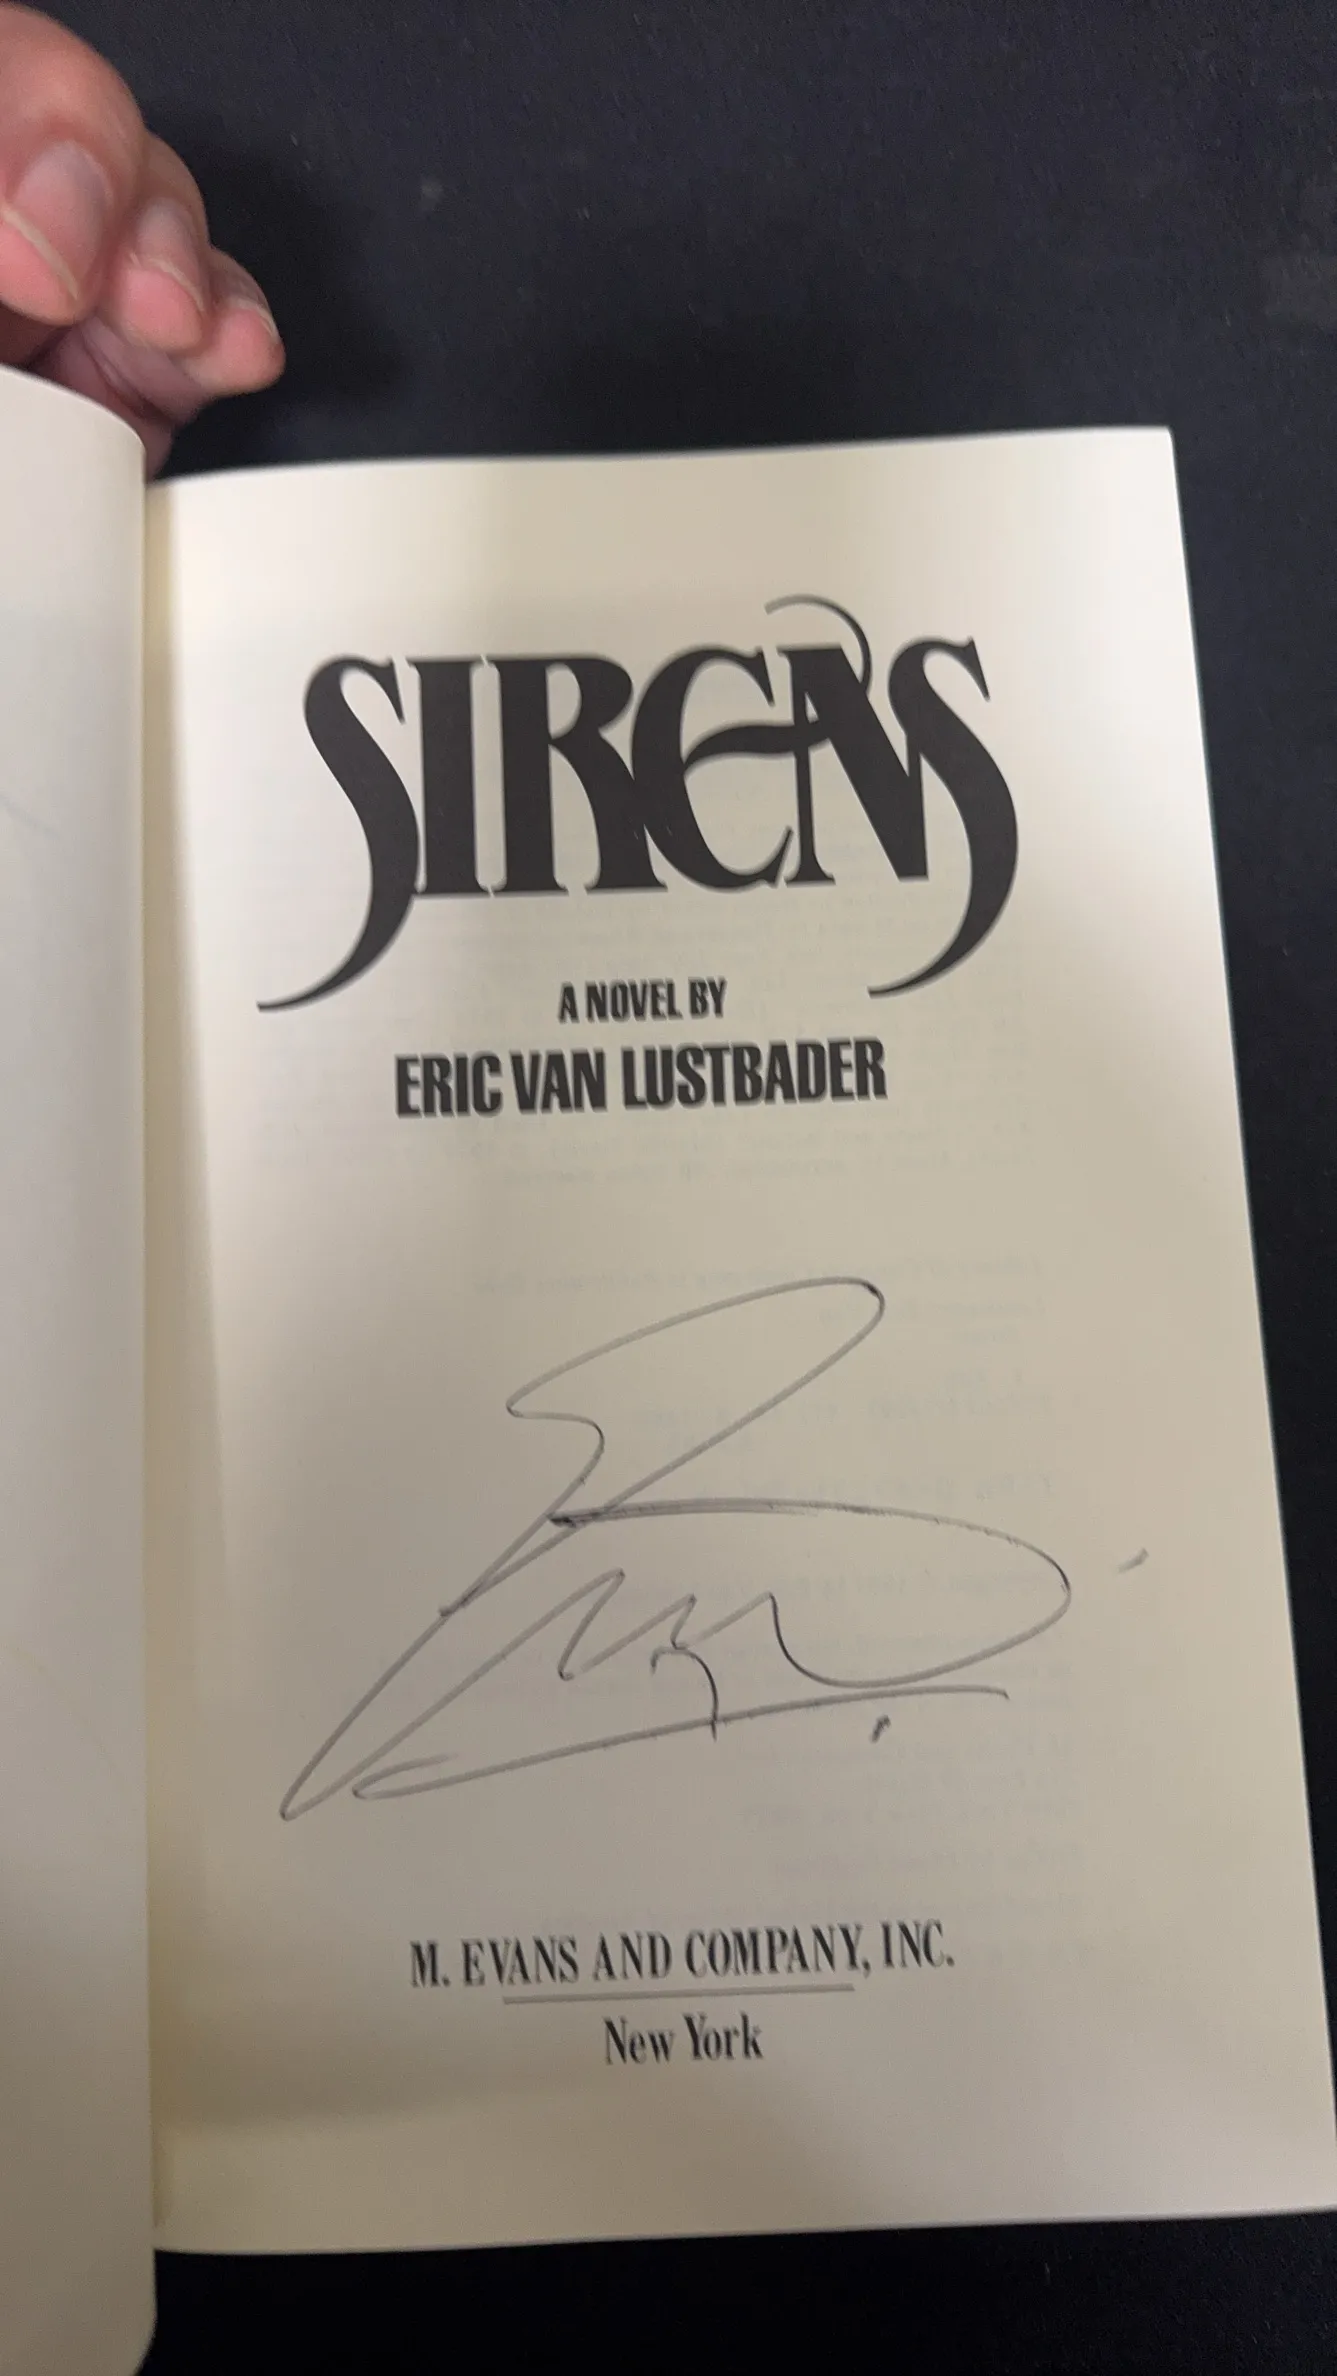 SIRENS
A NOVEL BY
ERIC VAN LUSTBADER
M. EVANS AND COMPANY, INC.
New York